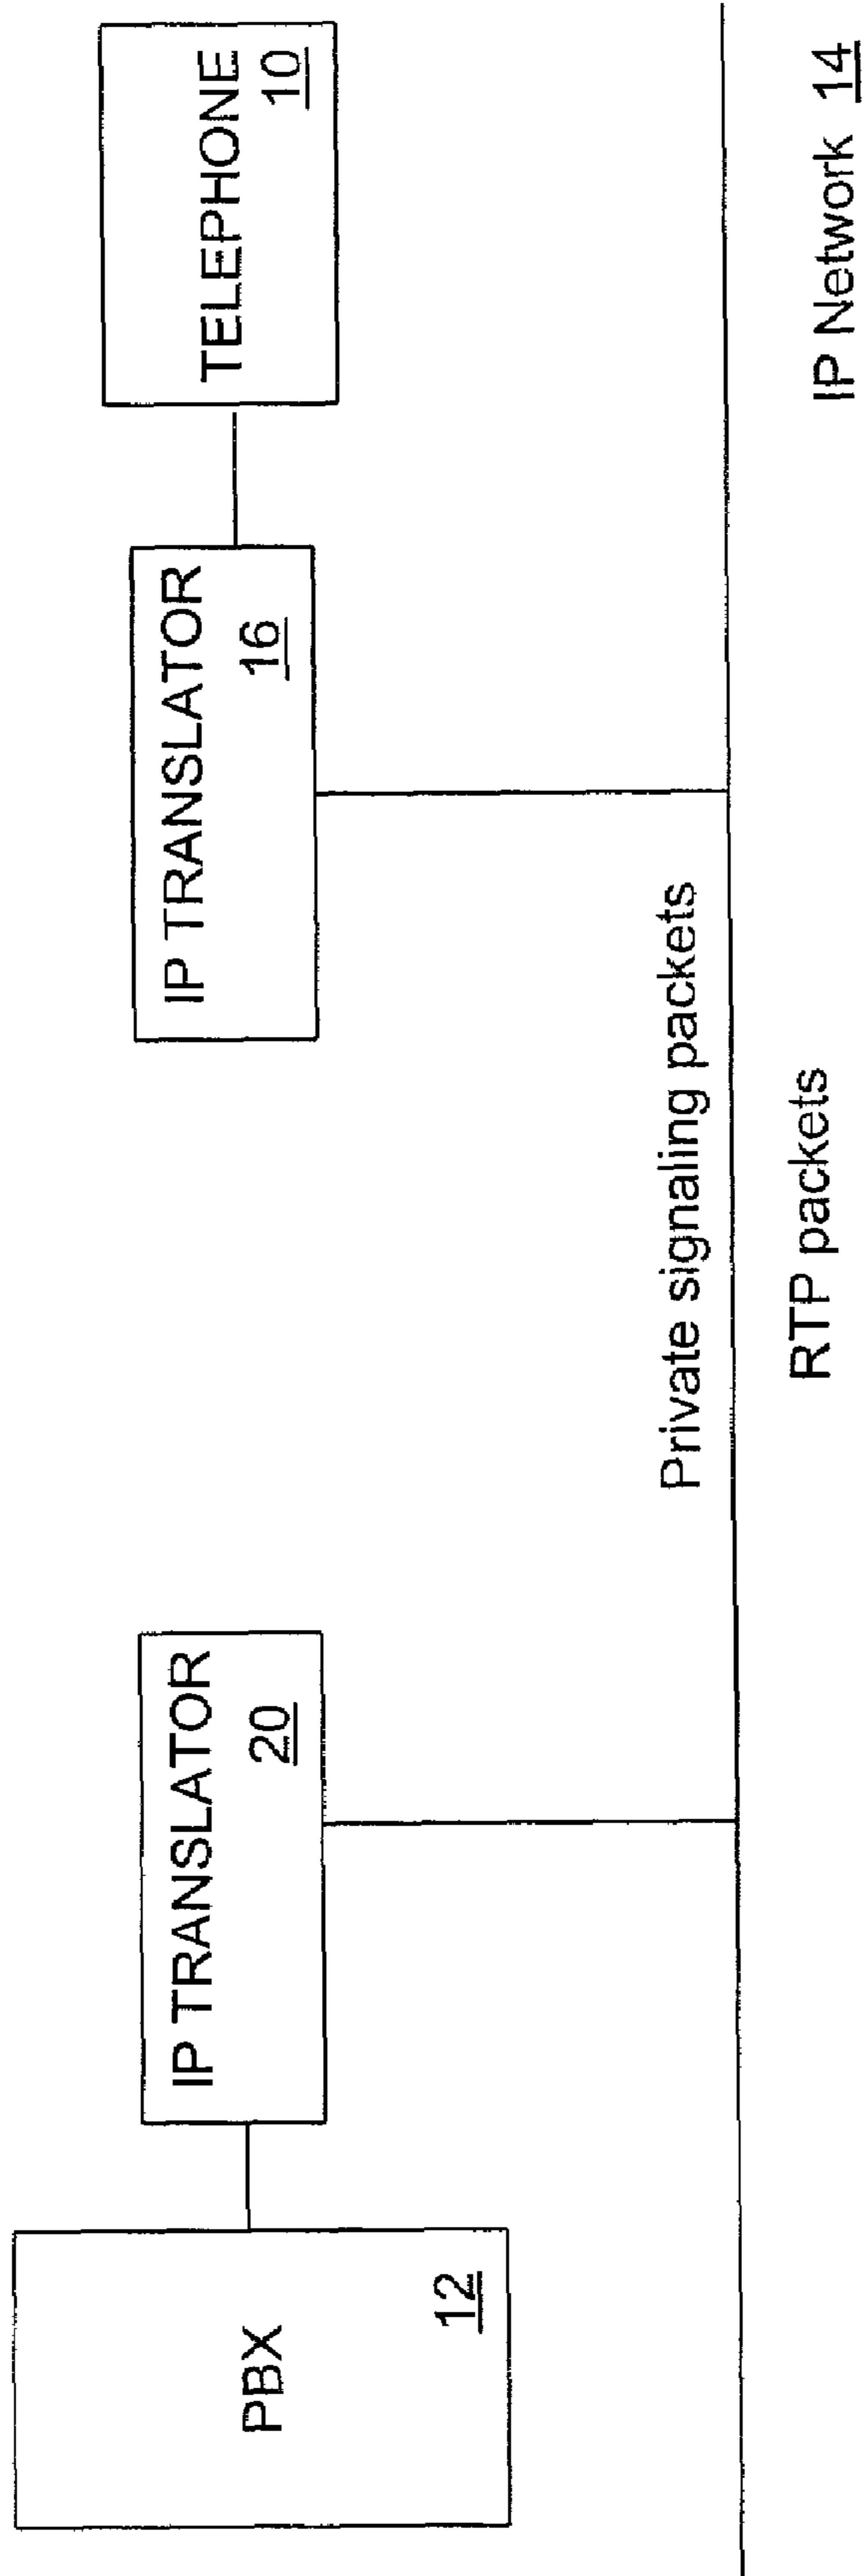 PBX
12
IP TRANSLATOR
20
IP TRANSLATOR
16
TELEPHONE
10
Private signaling packets
RTP packets
IP Network 14